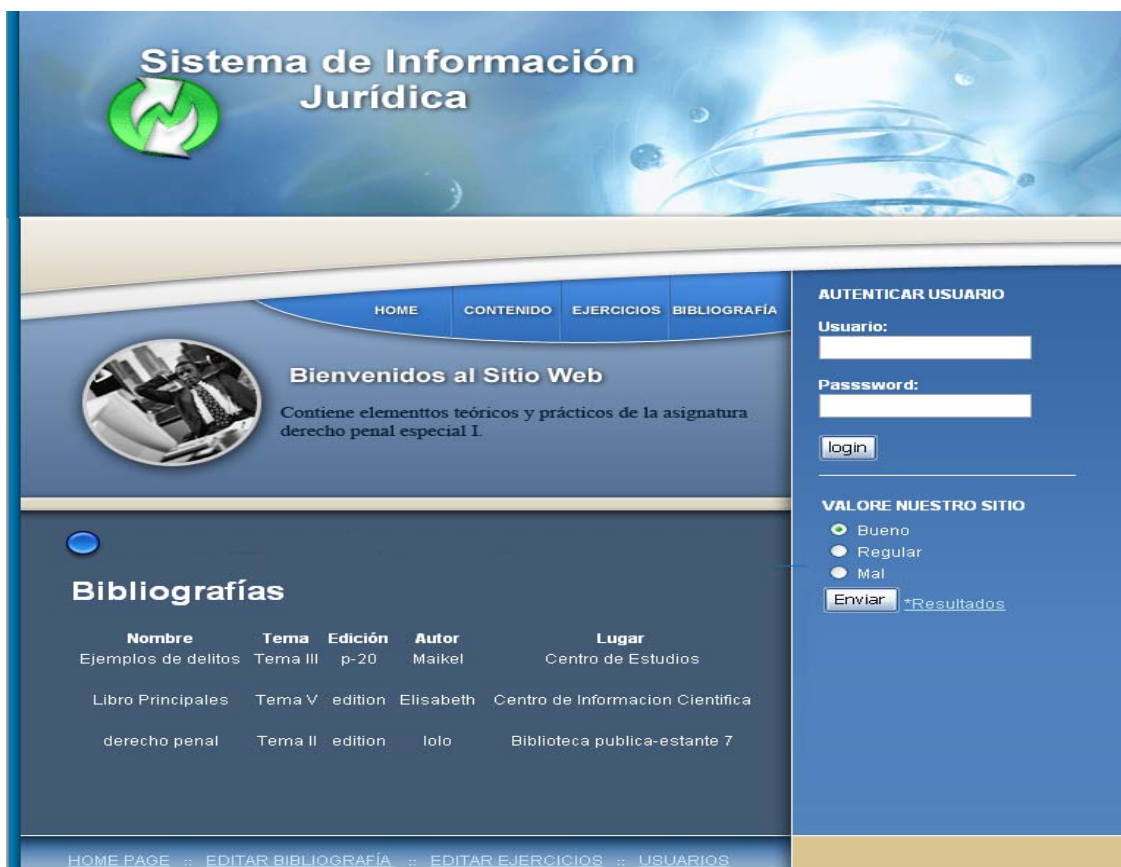 Sistema de Información
Jurídica
HOME CONTENIDO EJERCICIOS BIBLIOGRAFÍA
Bienvenidos al Sitio Web
Contiene elementtos teóricos y prácticos de la asignatura
derecho penal especial I.
AUTENTICAR USUARIO
Usuario:
Passsword:
login
VALORE NUESTRO SITIO
Bueno
Regular
Mal
Enviar *Resultados
Bibliografías
Nombre Tema Edición Autor Lugar
Ejemplos de delitos Tema III p-20 Maikel Centro de Estudios
Libro Principales Tema V edition Elisabeth Centro de Informacion Cientifica
derecho penal Tema II edition lolo Biblioteca publica-estante 7
HOME PAGE :: EDITAR BIBLIOGRAFÍA :: EDITAR EJERCICIOS :: USUARIOS